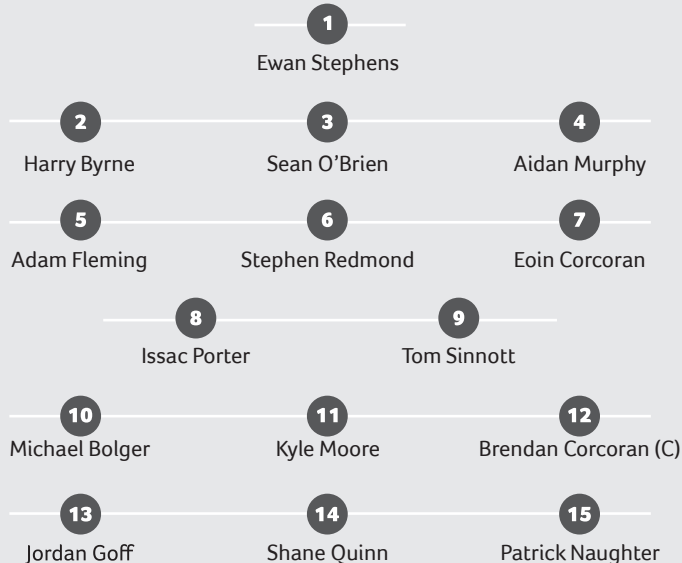 1
Ewan Stephens
2 3 4
Harry Byrne Sean O'Brien Aidan Murphy
5 6 7
Adam Fleming Stephen Redmond Eoin Corcoran
8 9
Issac Porter Tom Sinnott
10 11 12
Michael Bolger Kyle Moore Brendan Corcoran (C)
13 14 15
Jordan Goff Shane Quinn Patrick Naughter